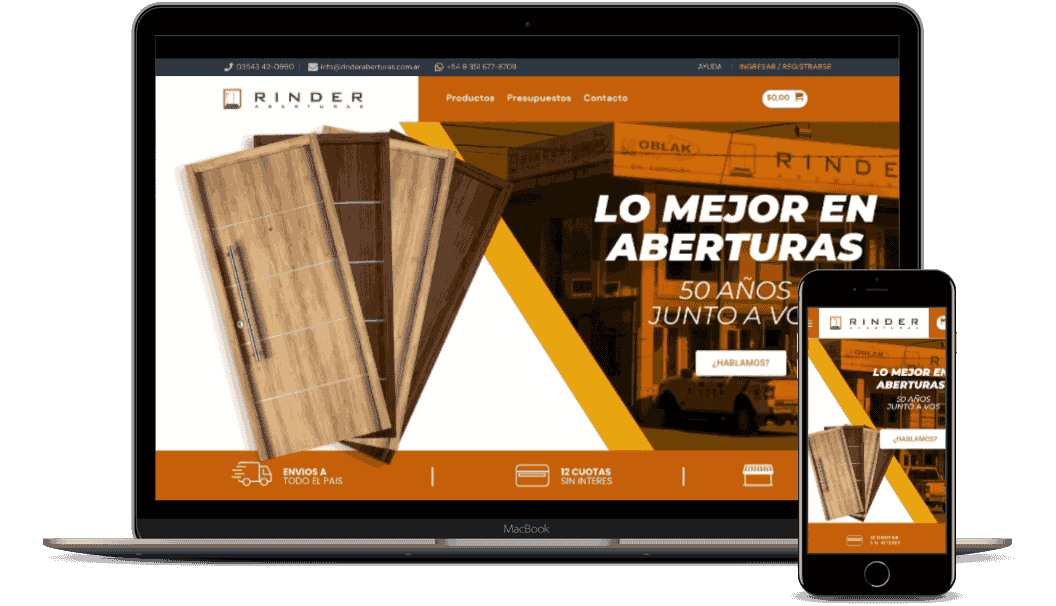 03543 42-0960 | info@rinderaberturas.com.ar +54 9 351 677-8709 AYUDA | INGRESAR / REGISTRARSE
RINDER
ABERTURAS
Productos Presupuestos Contacto
$0,00
OBLAK
RINDER
LO MEJOR EN
ABERTURAS
50 AÑOS
JUNTO A VO
¿HABLAMOS?
ENVIOS A
TODO EL PAIS
12 CUOTAS
SIN INTERES
MacBook
RINDER
ABERTURAS
OBLAK
LO MEJOR EN
ABERTURAS
50 AÑOS
JUNTO A VOS
¿HABLAMOS?
12 CUOTAS
SIN INTERES